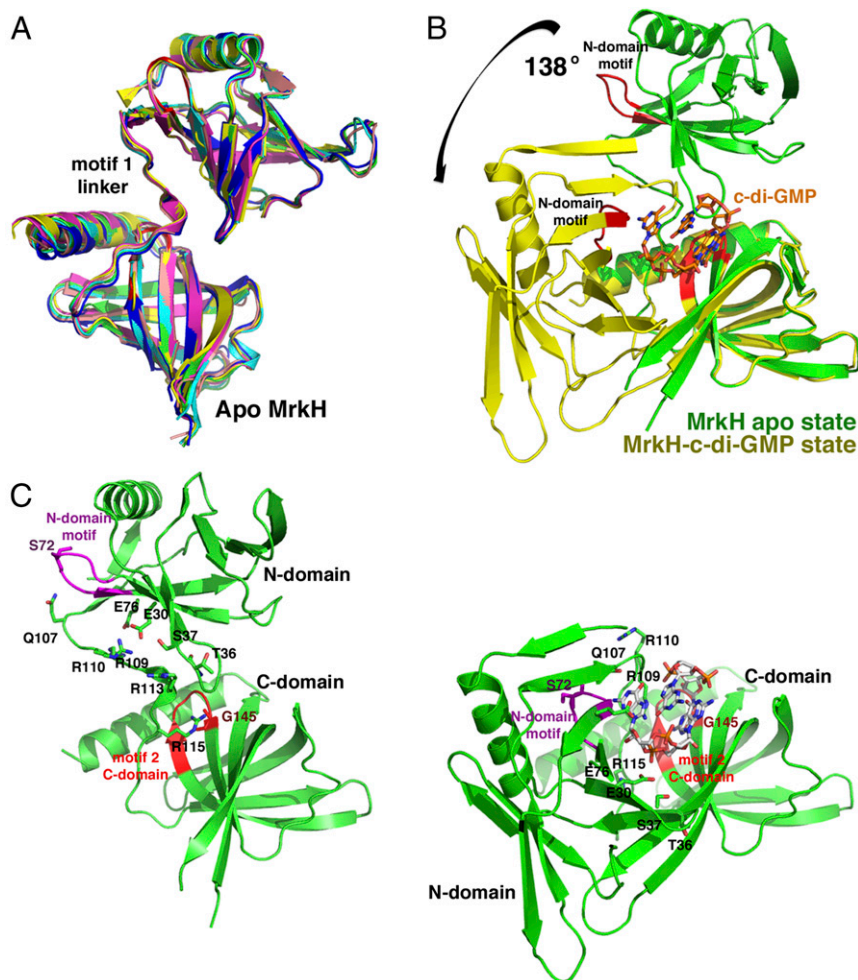 A
motif 1
linker
Apo MrkH
B
138°
N-domain
motif
N-domain
motif
c-di-GMP
MrkH apo state
MrkH-c-di-GMP state
C
N-domain
motif
S72
N-domain
E76
E30
Q107
S37
T36
R110
R109
R113
C-domain
G145
R115
motif 2
C-domain
R110
Q107
R109
C-domain
S72
N-domain
motif
G145
R115
motif 2
C-domain
E76
E30
S37
T36
N-domain